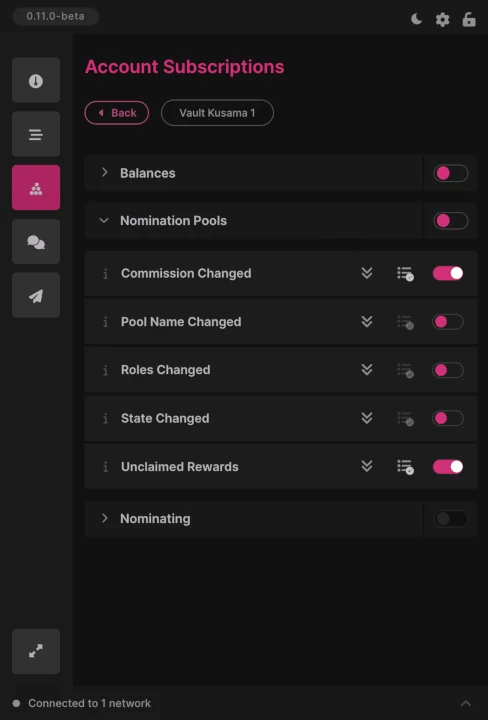 0.11.0-beta
Account Subscriptions
Back
Vault Kusama 1
Balances
Nomination Pools
Commission Changed
Pool Name Changed
Roles Changed
State Changed
Unclaimed Rewards
Nominating
Connected to 1 network